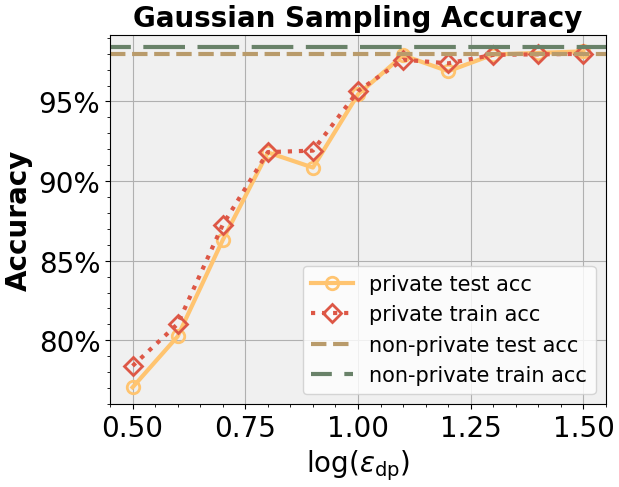 Gaussian Sampling Accuracy
Accuracy
95%
90%
85%
80%
private test acc
private train acc
non-private test acc
non-private train acc
0.50 0.75 1.00 1.25 1.50
log(ε_dp)